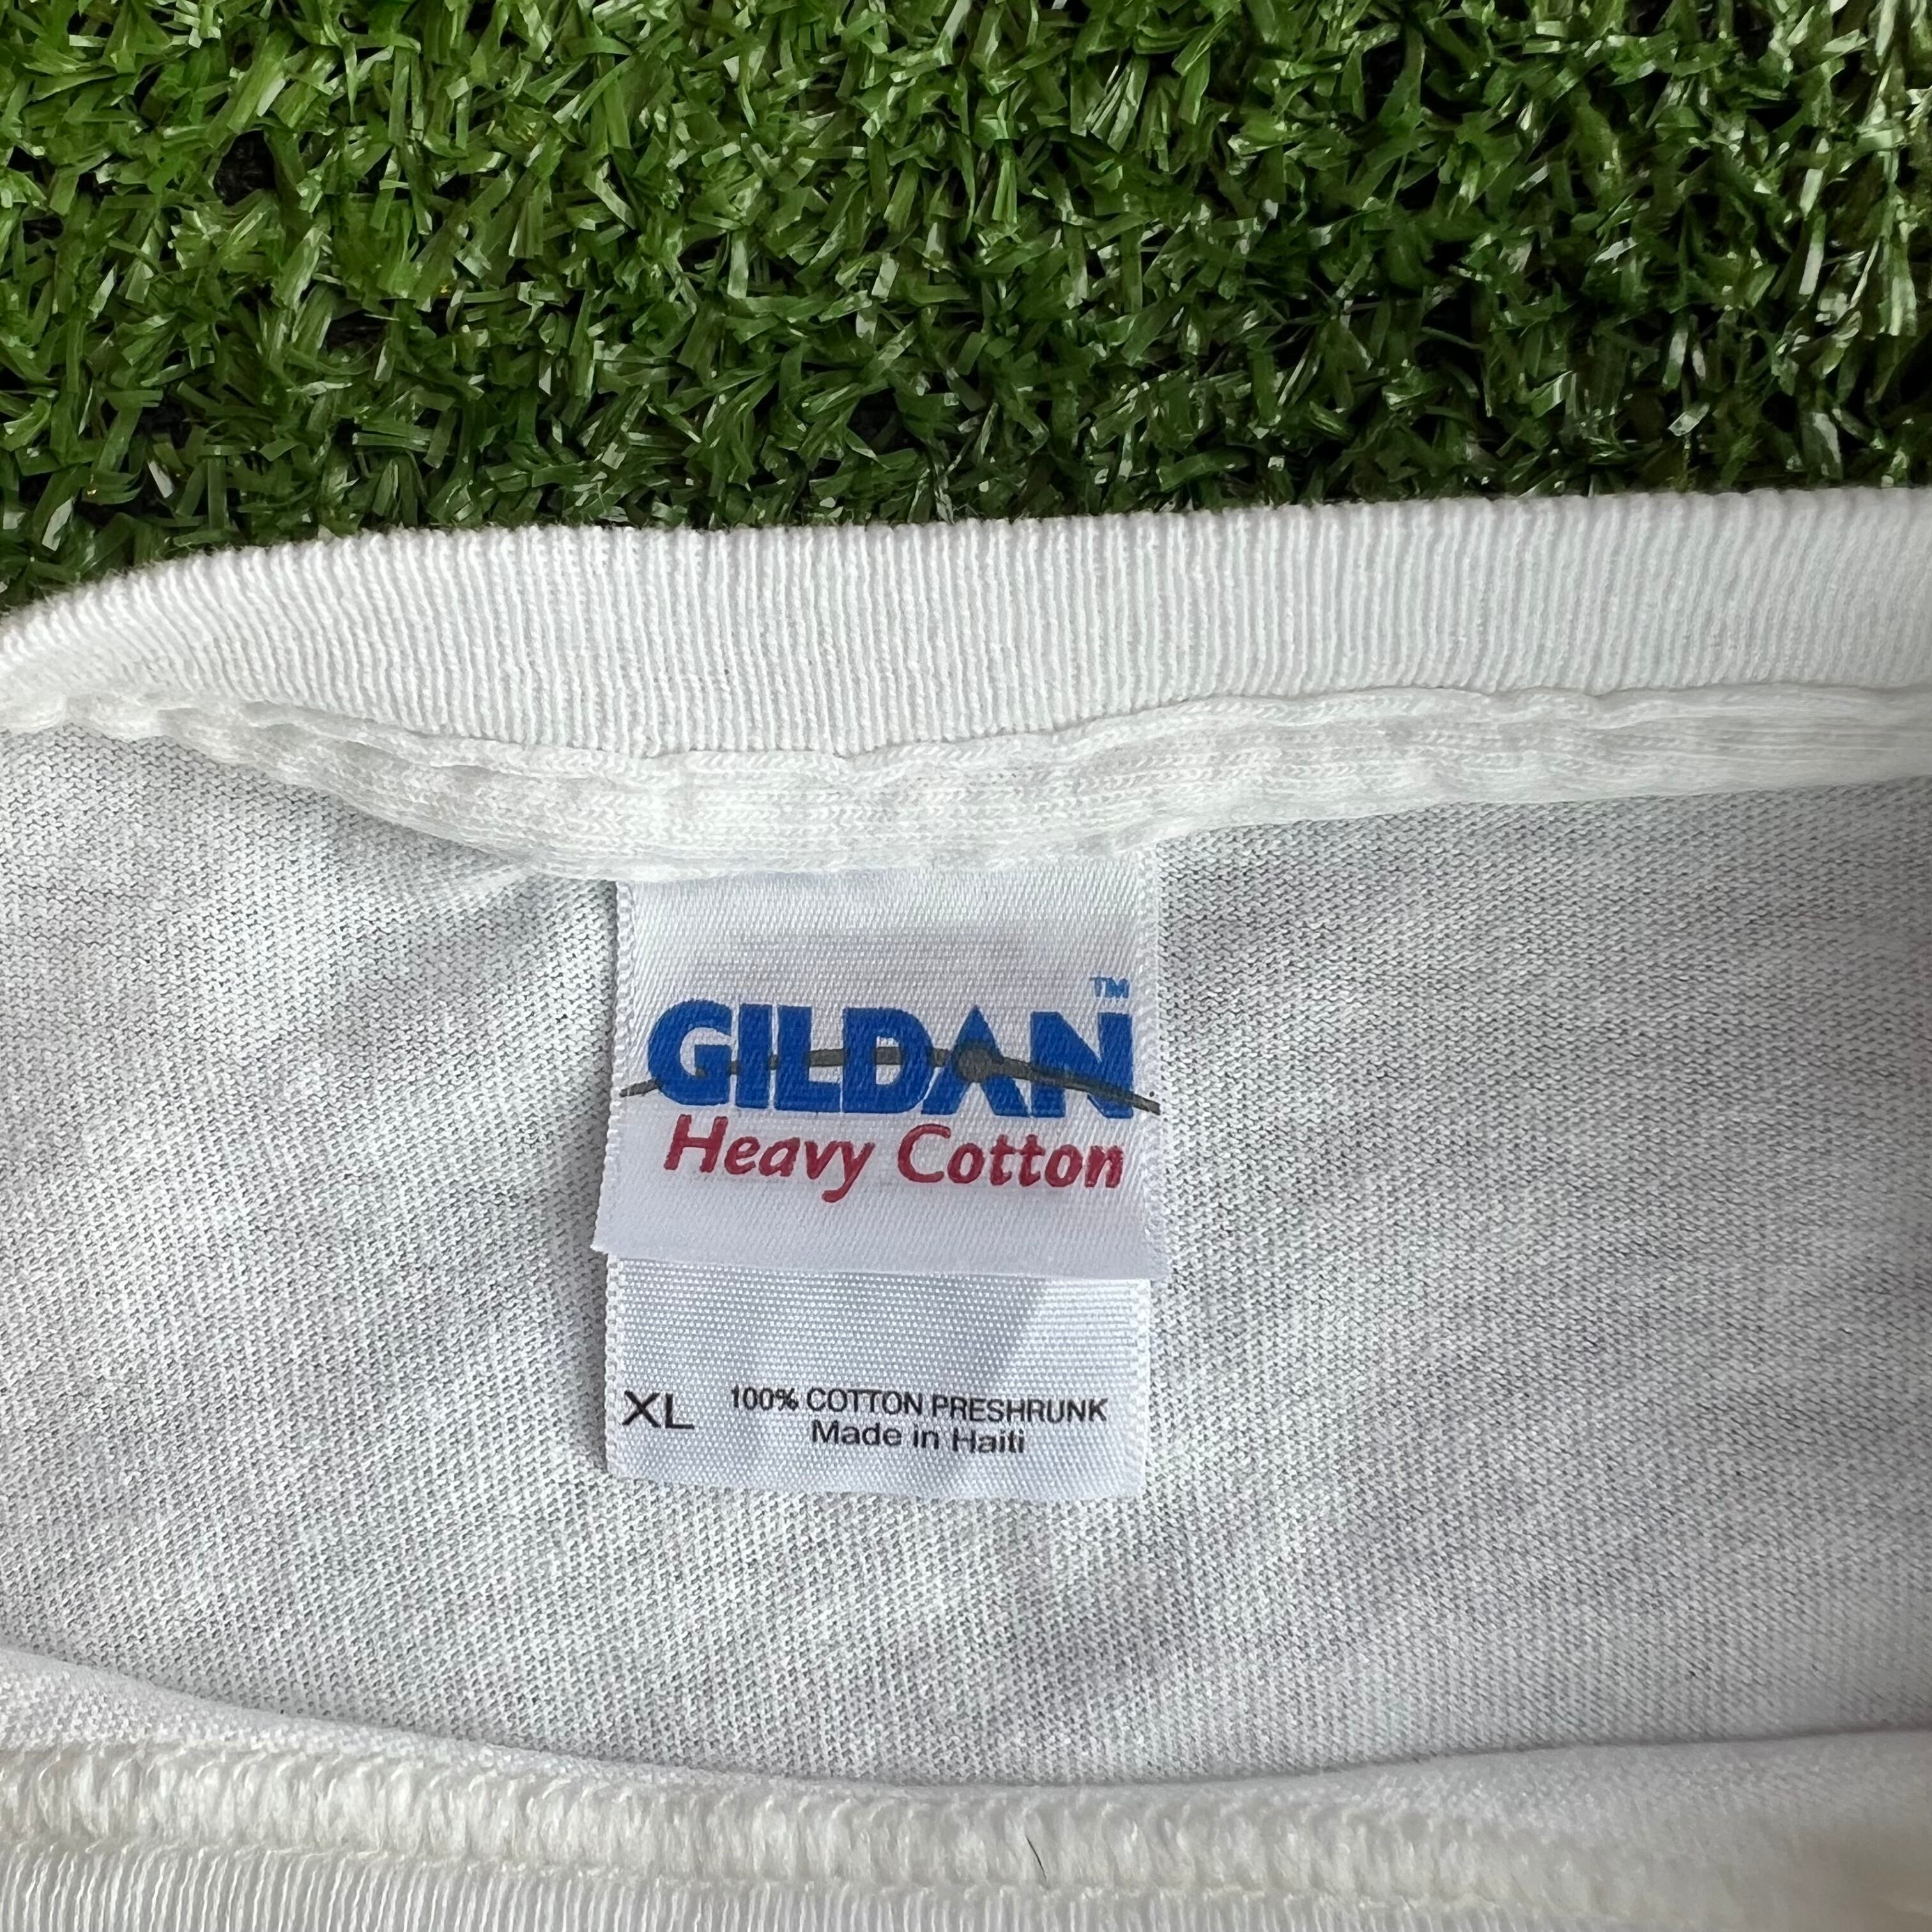 GILDAN™
Heavy Cotton
XL 100% COTTON PRESHRUNK
Made in Haiti